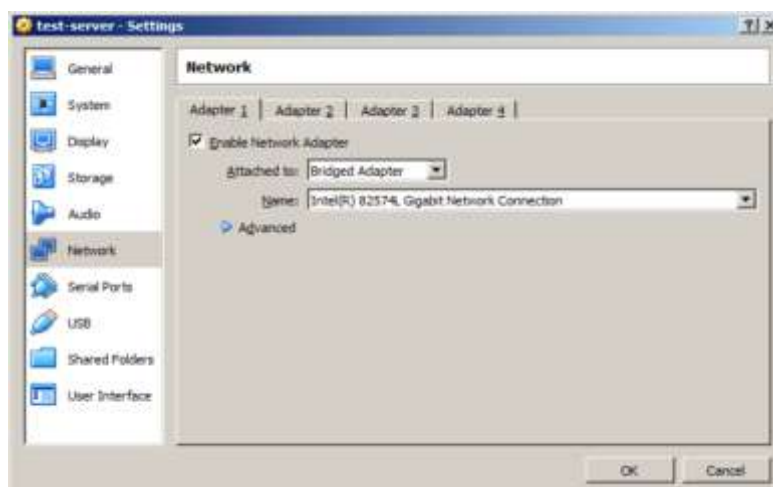 test-server - Settings
General
System
Display
Storage
Audio
Network
Serial Ports
USB
Shared Folders
User Interface
Network
Adapter 1
Adapter 2
Adapter 3
Adapter 4
Enable Network Adapter
Attached to: Bridged Adapter
Name: Intel(R) 82574L Gigabit Network Connection
Advanced
OK
Cancel